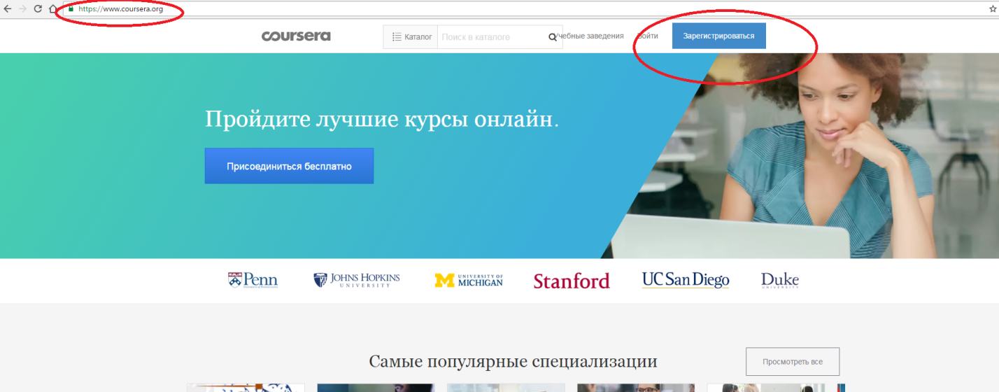 https://www.coursera.org
coursera
Каталог
Поиск в каталоге
Учебные заведения
Войти
Зарегистрироваться
Пройдите лучшие курсы онлайн.
Присоединиться бесплатно
Penn
JOHNS HOPKINS
UNIVERSITY
M UNIVERSITY OF
MICHIGAN
Stanford
UC San Diego
Duke
UNIVERSITY
Самые популярные специализации
Просмотреть все